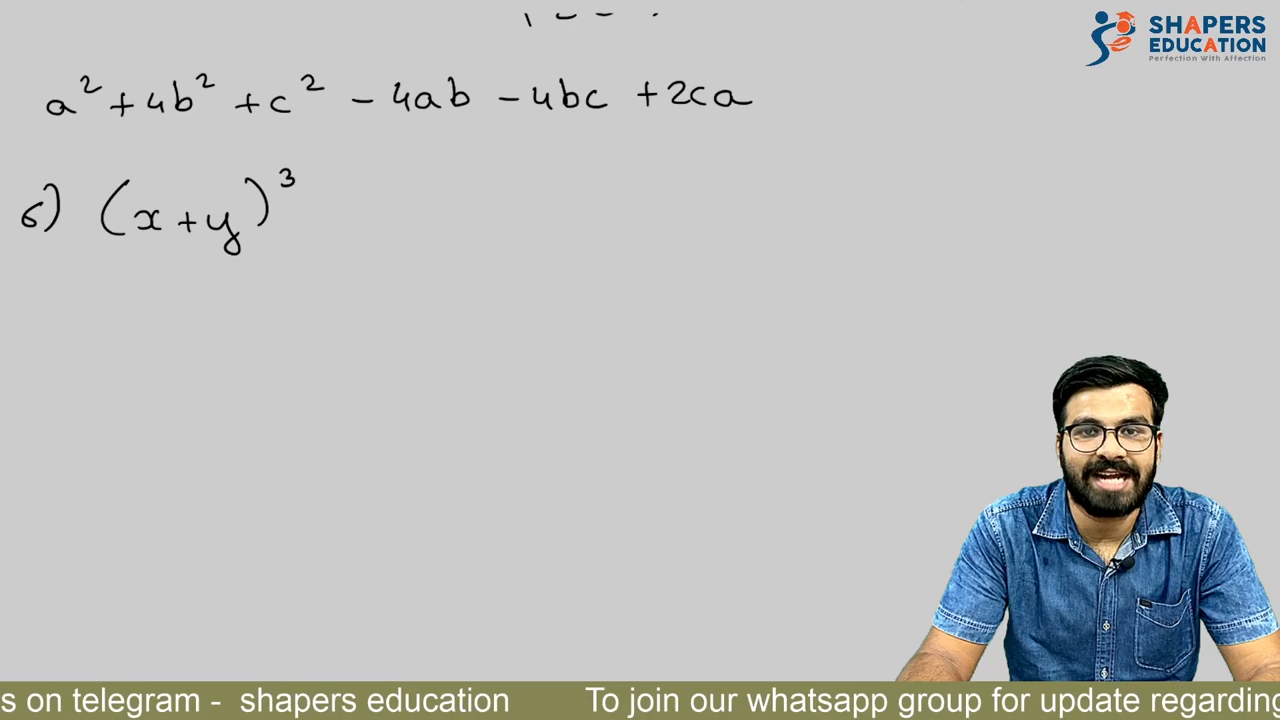 SHAPERS
EDUCATION
Perfection With Affection
a² + 4b² + c² - 4ab - 4bc + 2ca
6) (x+y)³
s on telegram - shapers education To join our whatsapp group for update regarding